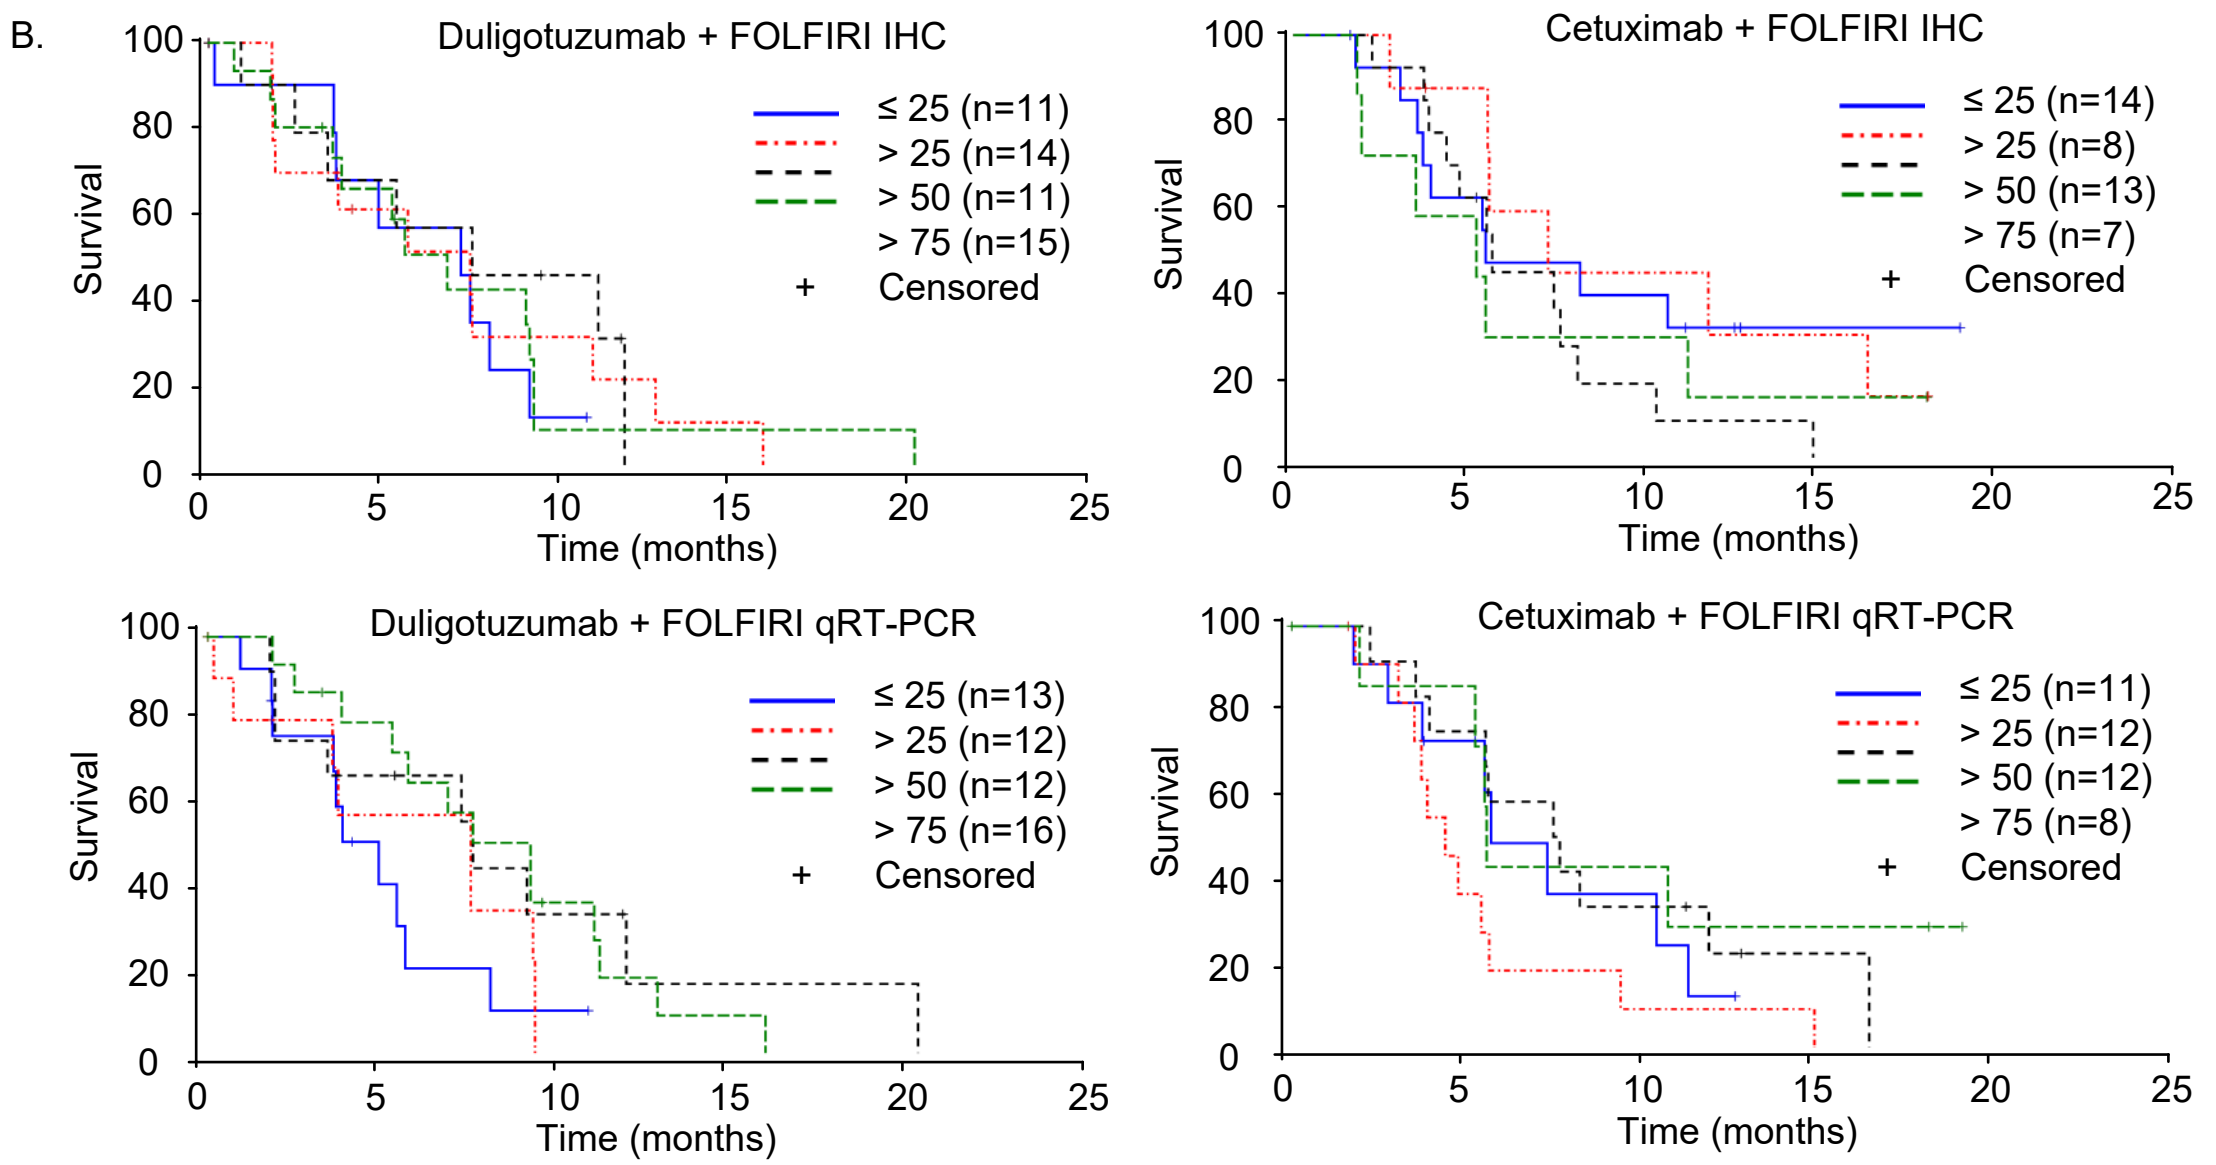 B.
Duligotuzumab + FOLFIRI IHC
Survival
100
80
60
40
20
0
≤ 25 (n=11)
> 25 (n=14)
> 50 (n=11)
> 75 (n=15)
+ Censored
0 5 10 15 20 25
Time (months)
Cetuximab + FOLFIRI IHC
Survival
100
80
60
40
20
0
≤ 25 (n=14)
> 25 (n=8)
> 50 (n=13)
> 75 (n=7)
+ Censored
0 5 10 15 20 25
Time (months)
Duligotuzumab + FOLFIRI qRT-PCR
Survival
100
80
60
40
20
0
≤ 25 (n=13)
> 25 (n=12)
> 50 (n=12)
> 75 (n=16)
+ Censored
0 5 10 15 20 25
Time (months)
Cetuximab + FOLFIRI qRT-PCR
Survival
100
80
60
40
20
0
≤ 25 (n=11)
> 25 (n=12)
> 50 (n=12)
> 75 (n=8)
+ Censored
0 5 10 15 20 25
Time (months)